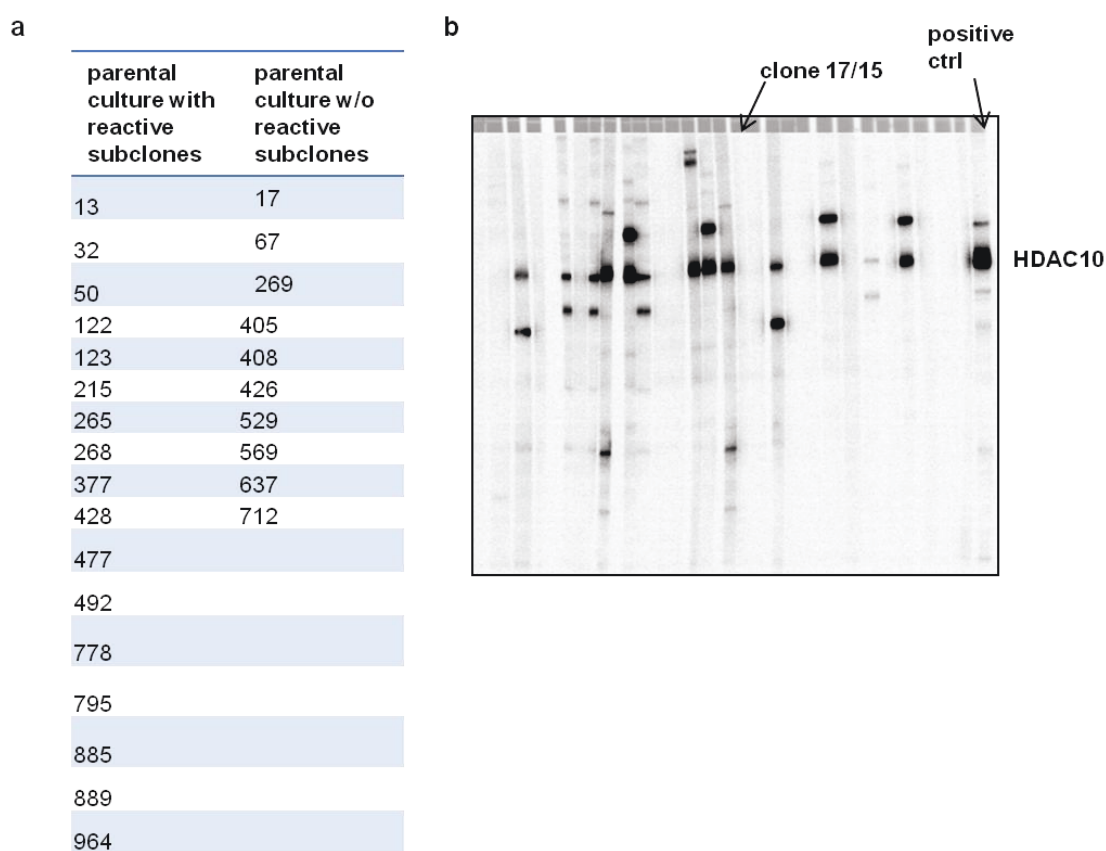 a
parental
culture with
reactive
subclones
parental
culture w/o
reactive
subclones
13 17
32 67
50 269
122 405
123 408
215 426
265 529
268 569
377 637
428 712
477
492
778
795
885
889
964
b
positive
ctrl
clone 17/15
HDAC10